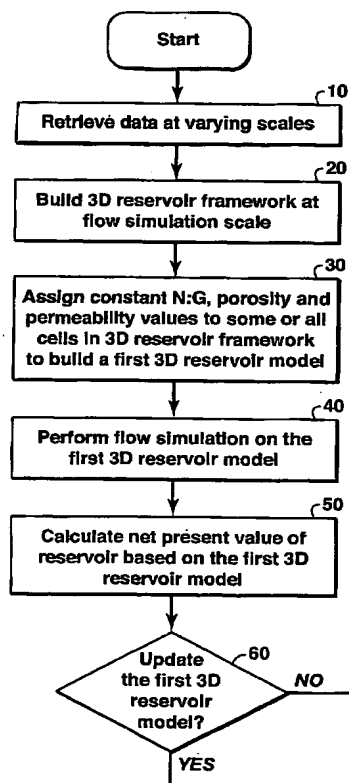 Start
10
Retrieve data at varying scales
20
Build 3D reservoir framework at
flow simulation scale
30
Assign constant N:G, porosity and
permeability values to some or all
cells in 3D reservoir framework
to build a first 3D reservoir model
40
Perform flow simulation on the
first 3D reservoir model
50
Calculate net present value of
reservoir based on the first 3D
reservoir model
60
Update
the first 3D
reservoir
model?
NO
YES